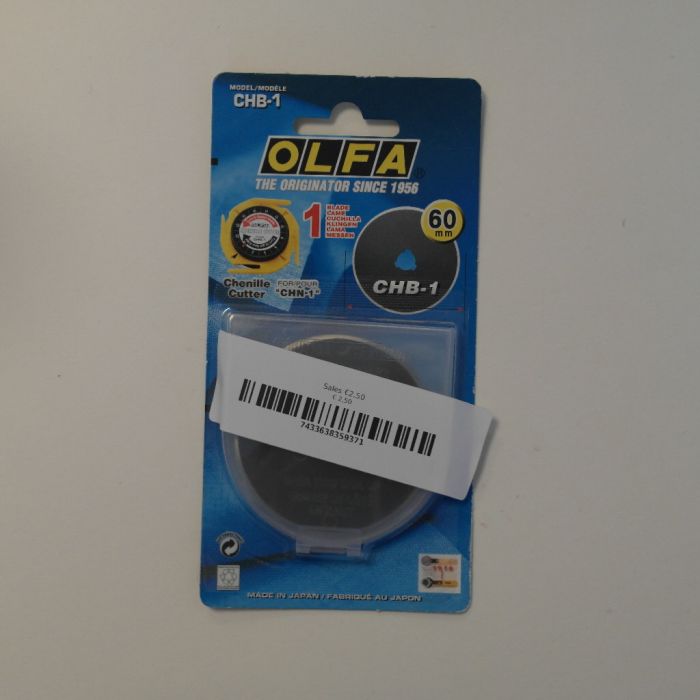 MODEL/MODÈLE
CHB-1
OLFA®
THE ORIGINATOR SINCE 1956
1
BLADE
LAME
CUCHILLA
KLINGEN
LAMA
MESSEN
60
mm
Chenille
Cutter
FOR/POUR
"CHN-1"
CHB-1
Sales €2.50
€ 2.50
7433638359371
MADE IN JAPAN / FABRIQUÉ AU JAPON